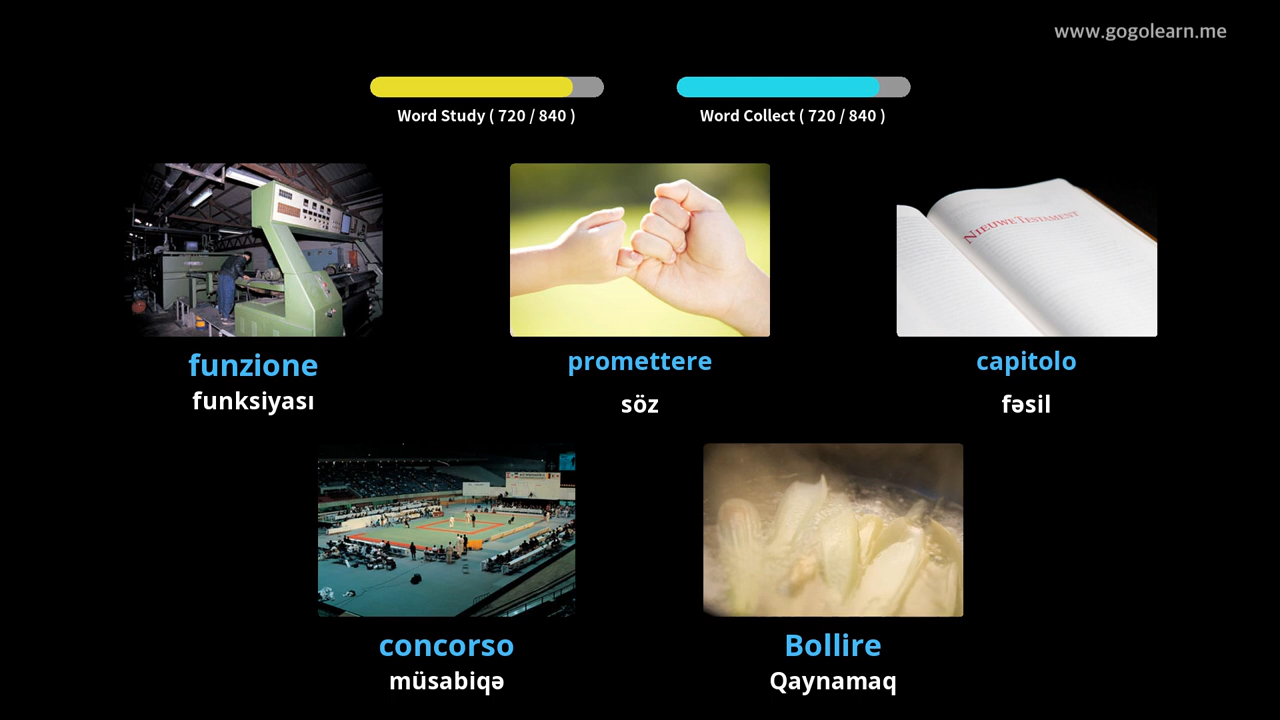 www.gogolearn.me
Word Study ( 720 / 840 )
Word Collect ( 720 / 840 )
NIEUWE TESTAMENT
funzione
funksiyası
promettere
söz
capitolo
fəsil
concorso
müsabiqə
Bollire
Qaynamaq